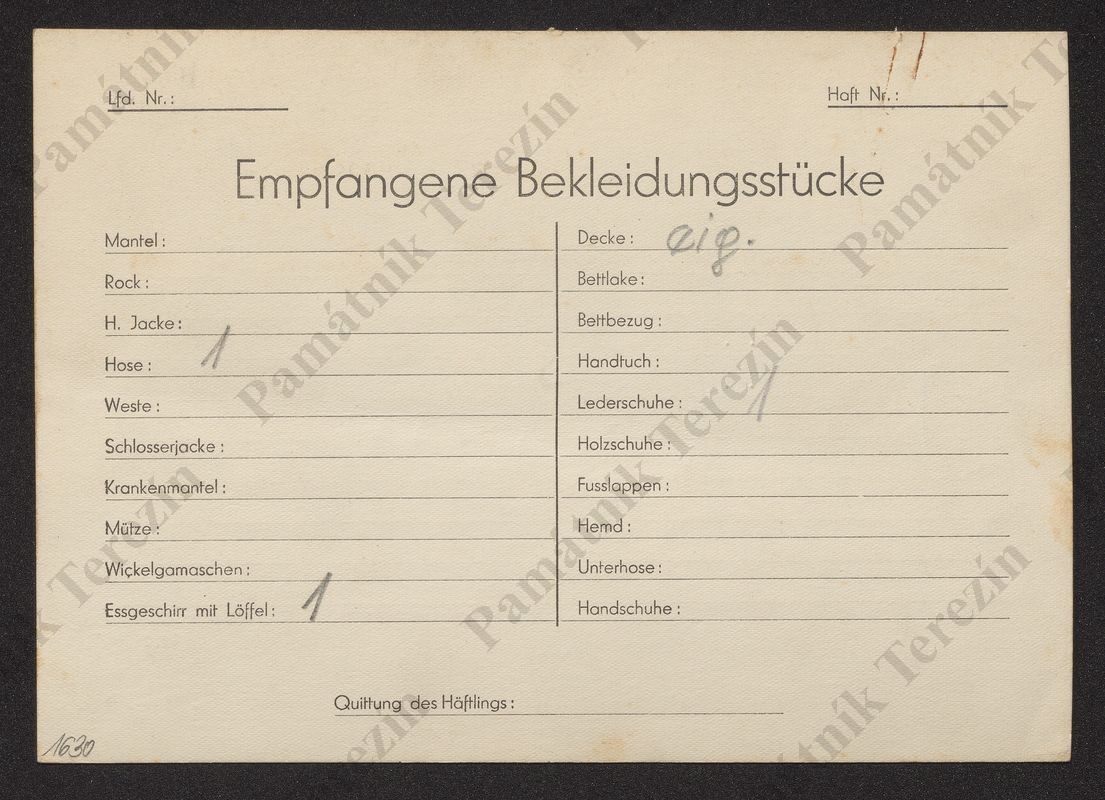 Lfd. Nr.:
Haft Nr.:
Empfangene Bekleidungsstücke
Mantel:
Rock:
H. Jacke:
Hose: 1
Weste:
Schlosserjacke:
Krankenmantel:
Mütze:
Wickelgamaschen:
Essgeschirr mit Löffel: 1
Decke: eig.
Bettlake:
Bettbezug:
Handtuch:
Lederschuhe: 1
Holzschuhe:
Fusslappen:
Hemd:
Unterhose:
Handschuhe:
Quittung des Häftlings:
1630
Památník Terezín